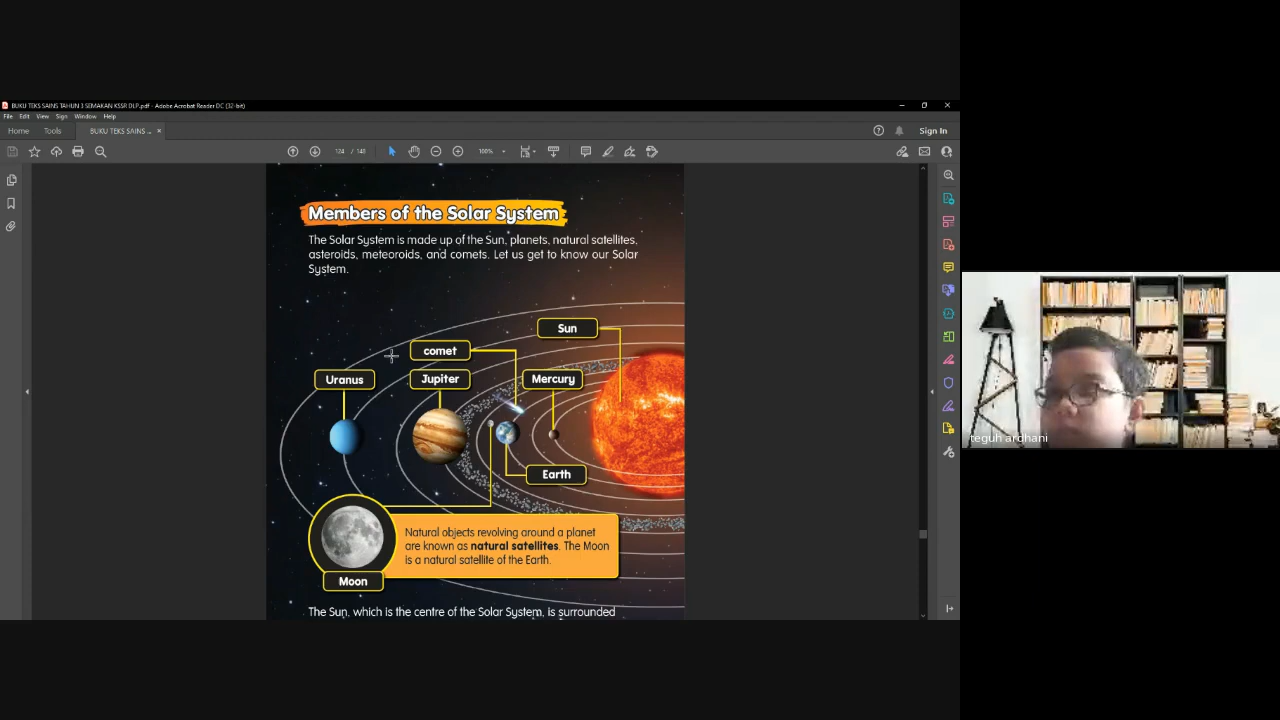 BUKU TEKS SAINS TAHUN 3 SEMAKAN KSSR DLP.pdf - Adobe Acrobat Reader DC (32-bit)
File Edit View Sign Window Help
Home Tools BUKU TEKS SAINS ... × Sign In
124 / 148 100%
Members of the Solar System
The Solar System is made up of the Sun, planets, natural satellites,
asteroids, meteoroids, and comets. Let us get to know our Solar
System.
Sun
comet
Uranus Jupiter Mercury
Earth
Natural objects revolving around a planet
are known as natural satellites. The Moon
is a natural satellite of the Earth.
Moon
The Sun, which is the centre of the Solar System, is surrounded
teguh ardhani